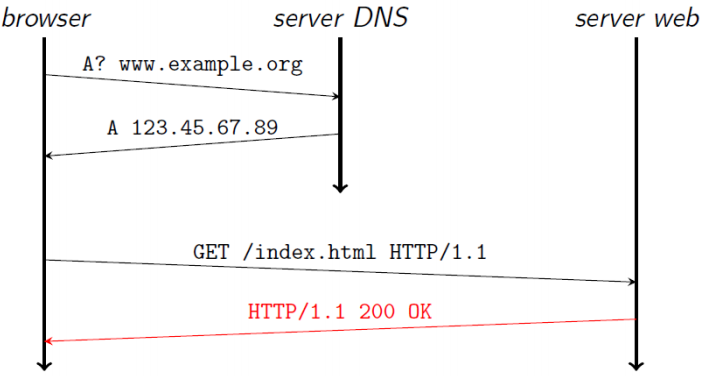 browser server DNS server web
A? www.example.org
A 123.45.67.89
GET /index.html HTTP/1.1
HTTP/1.1 200 OK